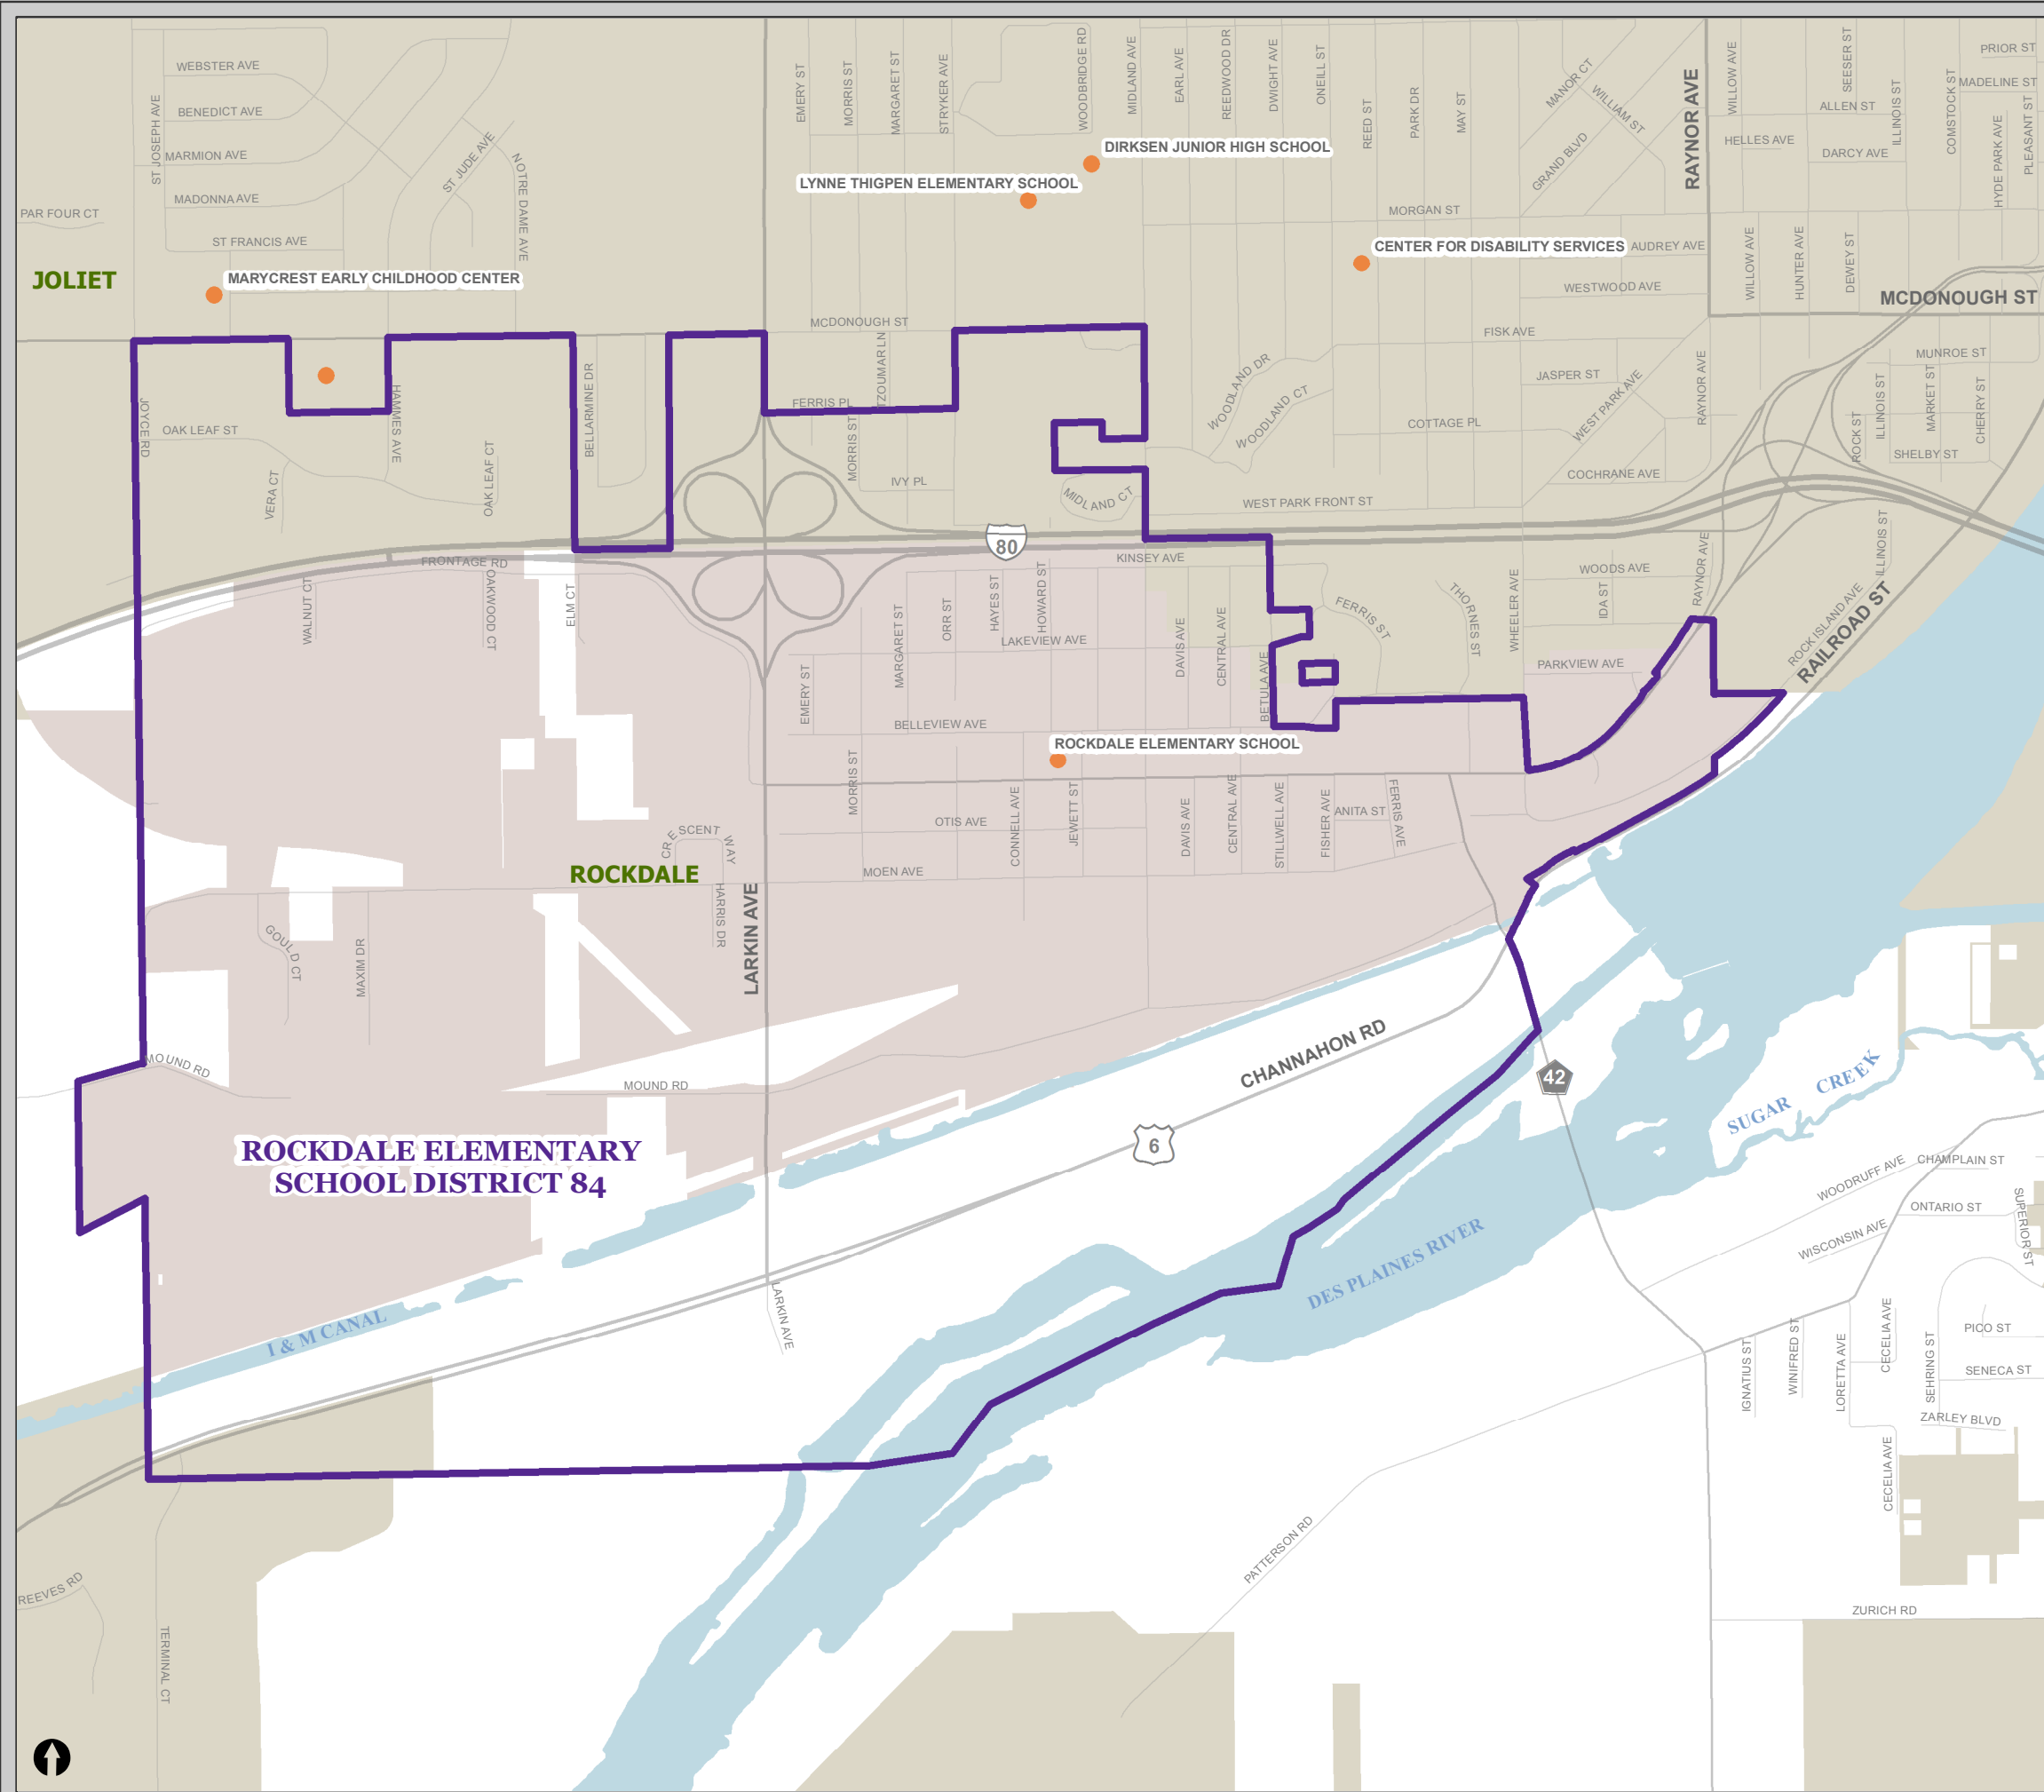 WEBSTER AVE
BENEDICT AVE
MARMION AVE
MADONNA AVE
ST FRANCIS AVE
ST JOSEPH AVE
ST JUDE AVE
NOTRE DAME AVE
PAR FOUR CT
JOLIET
MARYCREST EARLY CHILDHOOD CENTER
EMERY ST
MORRIS ST
MARGARET ST
STRYKER AVE
WOODBRIDGE RD
MIDLAND AVE
EARL AVE
REEDWOOD DR
DWIGHT AVE
ONEILL ST
REED ST
PARK DR
MAY ST
MANOR CT
WILLIAM ST
GRAND BLVD
RAYNOR AVE
WILLOW AVE
SEESER ST
ILLINOIS ST
COMSTOCK ST
PRIOR ST
MADELINE ST
PLEASANT ST
ALLEN ST
HELLES AVE
DARCY AVE
HYDE PARK AVE
DIRKSEN JUNIOR HIGH SCHOOL
LYNNE THIGPEN ELEMENTARY SCHOOL
MORGAN ST
CENTER FOR DISABILITY SERVICES
AUDREY AVE
WESTWOOD AVE
WILLOW AVE
HUNTER AVE
DEWEY ST
MCDONOUGH ST
MCDONOUGH ST
FISK AVE
MUNROE ST
JOYCE RD
OAK LEAF ST
HAMMES AVE
VERA CT
OAK LEAF CT
BELLARMINE DR
FERRIS PL
TZOUMAR LN
MORRIS ST
IVY PL
MIDLAND CT
WOODLAND DR
WOODLAND CT
JASPER ST
WEST PARK AVE
COTTAGE PL
COCHRANE AVE
RAYNOR AVE
ROCK ST
ILLINOIS ST
MARKET ST
CHERRY ST
SHELBY ST
WEST PARK FRONT ST
80
KINSEY AVE
FRONTAGE RD
WALNUT CT
OAKWOOD CT
ELM CT
MARGARET ST
ORR ST
HAYES ST
HOWARD ST
LAKEVIEW AVE
EMERY ST
DAVIS AVE
CENTRAL AVE
BETULA AVE
FERRIS ST
THORNES ST
WHEELER AVE
WOODS AVE
IDA ST
RAYNOR AVE
PARKVIEW AVE
ILLINOIS ST
ROCK ISLAND AVE
RAILROAD ST
BELLEVIEW AVE
ROCKDALE ELEMENTARY SCHOOL
MORRIS ST
CONNELL AVE
JEWETT ST
DAVIS AVE
CENTRAL AVE
STILLWELL AVE
FISHER AVE
ANITA ST
FERRIS AVE
OTIS AVE
CRESCENT WAY
MOEN AVE
ROCKDALE
HARRIS DR
LARKIN AVE
GOULD CT
MAXIM DR
MOUND RD
MOUND RD
CHANNAHON RD
6
42
SUGAR CREEK
ROCKDALE ELEMENTARY
SCHOOL DISTRICT 84
DES PLAINES RIVER
I & M CANAL
LARKIN AVE
WOODRUFF AVE
CHAMPLAIN ST
ONTARIO ST
SUPERIOR ST
WISCONSIN AVE
IGNATIUS ST
WINIFRED ST
LORETTA AVE
CECELIA AVE
SEHRING ST
PICO ST
SENECA ST
ZARLEY BLVD
CECELIA AVE
PATTERSON RD
ZURICH RD
REEVES RD
TERMINAL CT